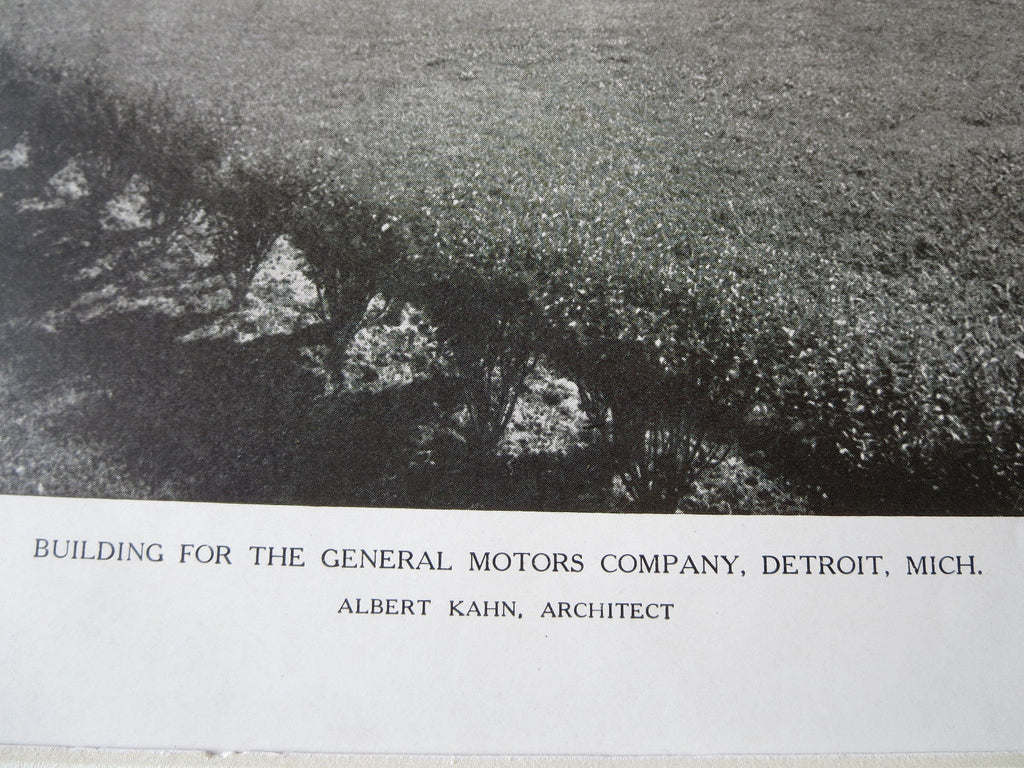 BUILDING FOR THE GENERAL MOTORS COMPANY, DETROIT, MICH.
ALBERT KAHN, ARCHITECT